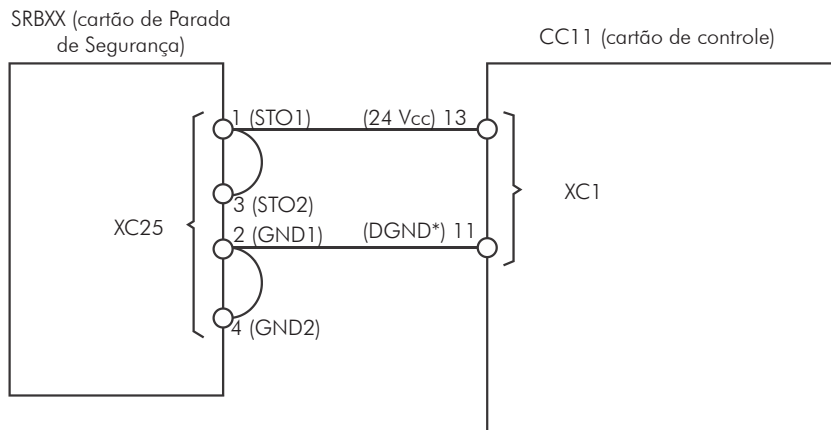 SRBXX (cartão de Parada
de Segurança)
CC11 (cartão de controle)
1 (STO1)
(24 Vcc) 13
3 (STO2)
XC1
XC25
2 (GND1)
(DGND*) 11
4 (GND2)